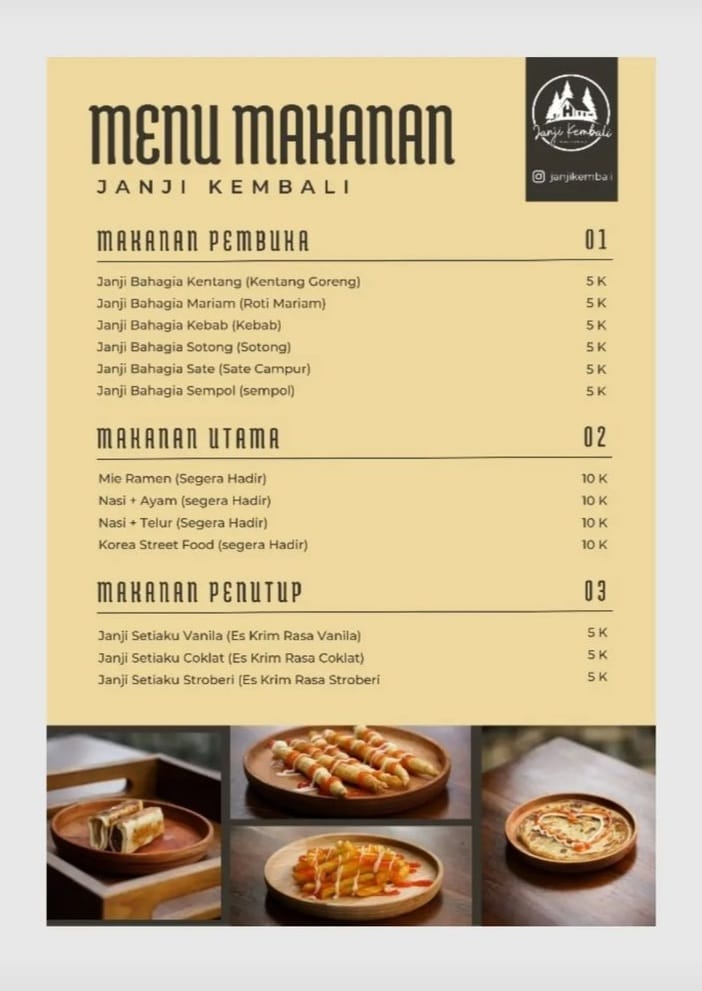 MENU MAKANAN
JANJI KEMBALI
Janji Kembali
janjikembali
MAKANAN PEMBUKA 01
Janji Bahagia Kentang (Kentang Goreng) 5 K
Janji Bahagia Mariam (Roti Mariam) 5 K
Janji Bahagia Kebab (Kebab) 5 K
Janji Bahagia Sotong (Sotong) 5 K
Janji Bahagia Sate (Sate Campur) 5 K
Janji Bahagia Sempol (sempol) 5 K
MAKANAN UTAMA 02
Mie Ramen (Segera Hadir) 10 K
Nasi + Ayam (segera Hadir) 10 K
Nasi + Telur (Segera Hadir) 10 K
Korea Street Food (segera Hadir) 10 K
MAKANAN PENUTUP 03
Janji Setiaku Vanila (Es Krim Rasa Vanila) 5 K
Janji Setiaku Coklat (Es Krim Rasa Coklat) 5 K
Janji Setiaku Stroberi (Es Krim Rasa Stroberi 5 K